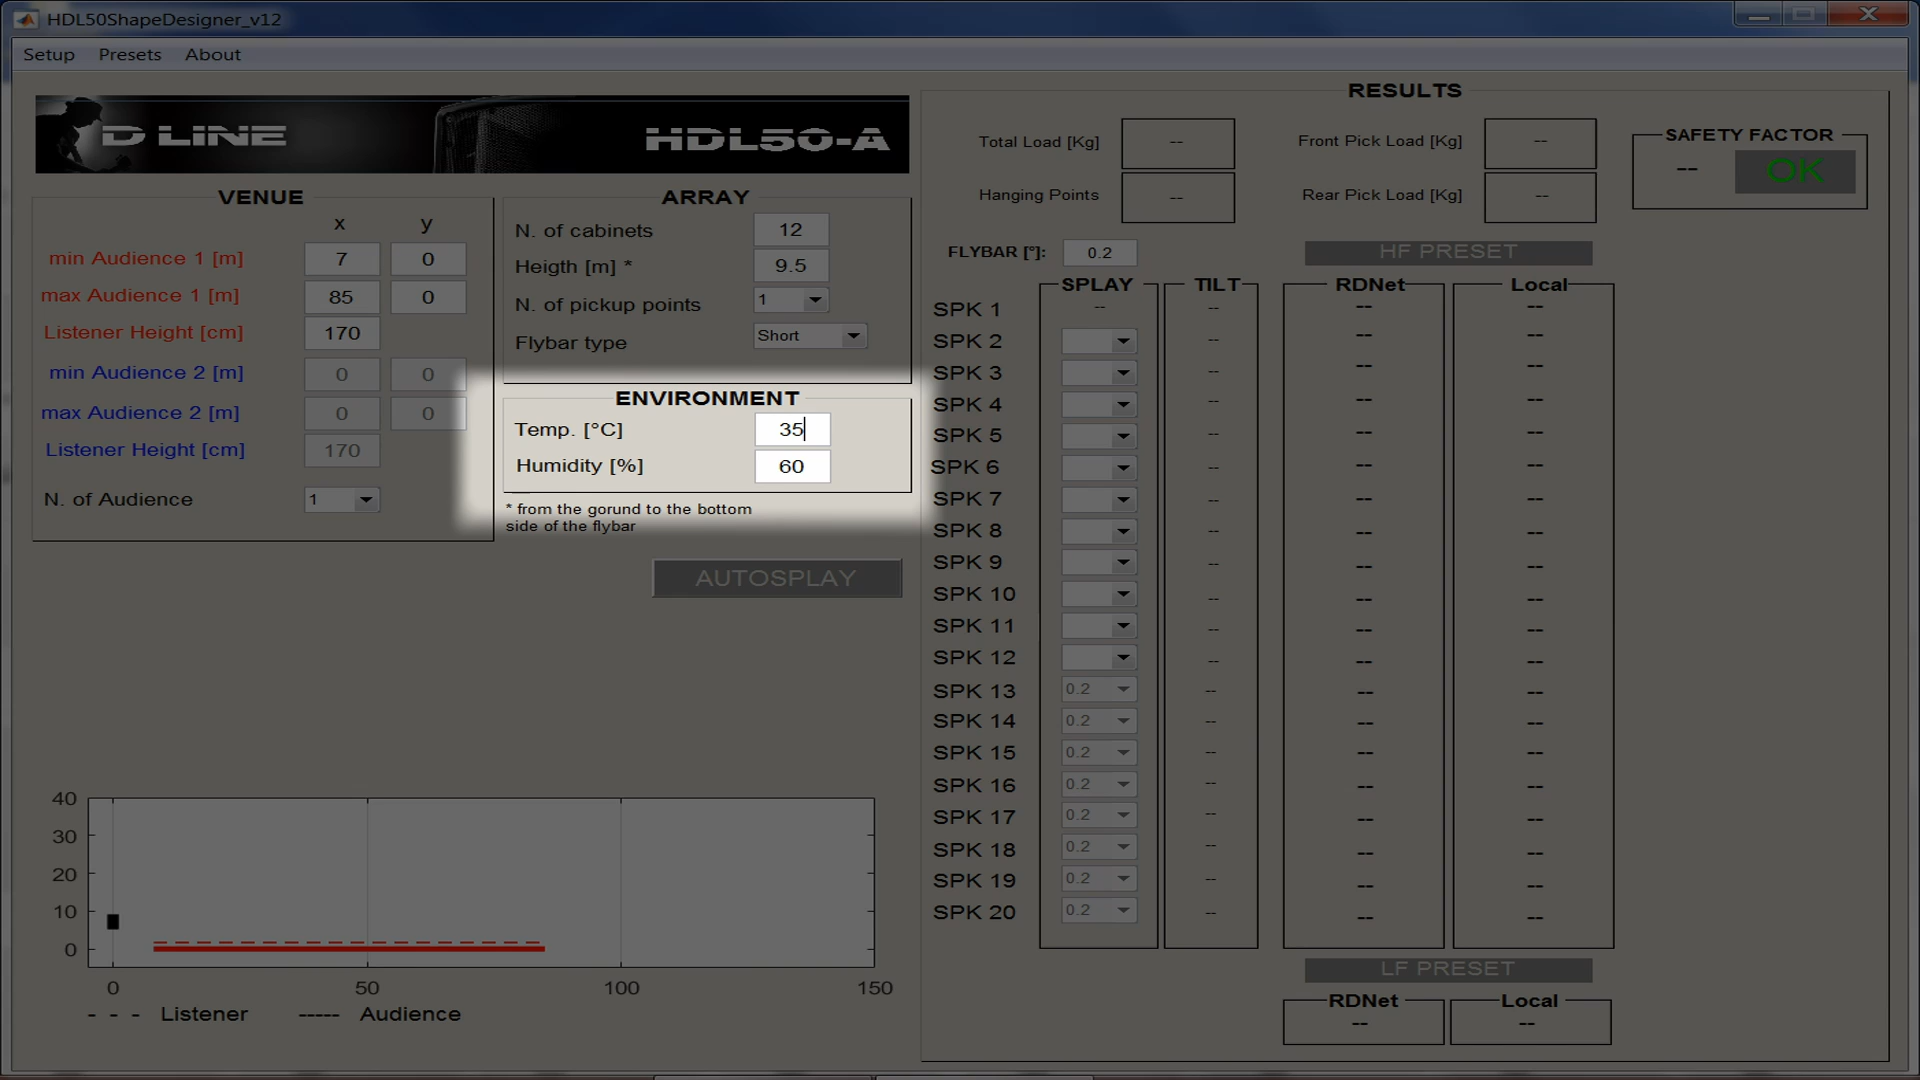 HDL50ShapeDesigner_v12
Setup Presets About
D LINE HDL50-A
VENUE
x y
min Audience 1 [m] 7 0
max Audience 1 [m] 85 0
Listener Height [cm] 170
min Audience 2 [m] 0 0
max Audience 2 [m] 0 0
Listener Height [cm] 170
N. of Audience 1
ARRAY
N. of cabinets 12
Heigth [m] * 9.5
N. of pickup points 1
Flybar type Short
ENVIRONMENT
Temp. [°C] 35
Humidity [%] 60
* from the gorund to the bottom
side of the flybar
AUTOSPLAY
40
30
20
10
0
0 50 100 150
- - - Listener ----- Audience
RESULTS
Total Load [Kg] -- Front Pick Load [Kg] --
Hanging Points -- Rear Pick Load [Kg] --
SAFETY FACTOR
-- OK
FLYBAR [°]: 0.2 HF PRESET
SPLAY TILT RDNet Local
SPK 1 -- -- -- --
SPK 2 -- -- --
SPK 3 -- -- --
SPK 4 -- -- --
SPK 5 -- -- --
SPK 6 -- -- --
SPK 7 -- -- --
SPK 8 -- -- --
SPK 9 -- -- --
SPK 10 -- -- --
SPK 11 -- -- --
SPK 12 -- -- --
SPK 13 0.2 -- -- --
SPK 14 0.2 -- -- --
SPK 15 0.2 -- -- --
SPK 16 0.2 -- -- --
SPK 17 0.2 -- -- --
SPK 18 0.2 -- -- --
SPK 19 0.2 -- -- --
SPK 20 0.2 -- -- --
LF PRESET
RDNet Local
-- --